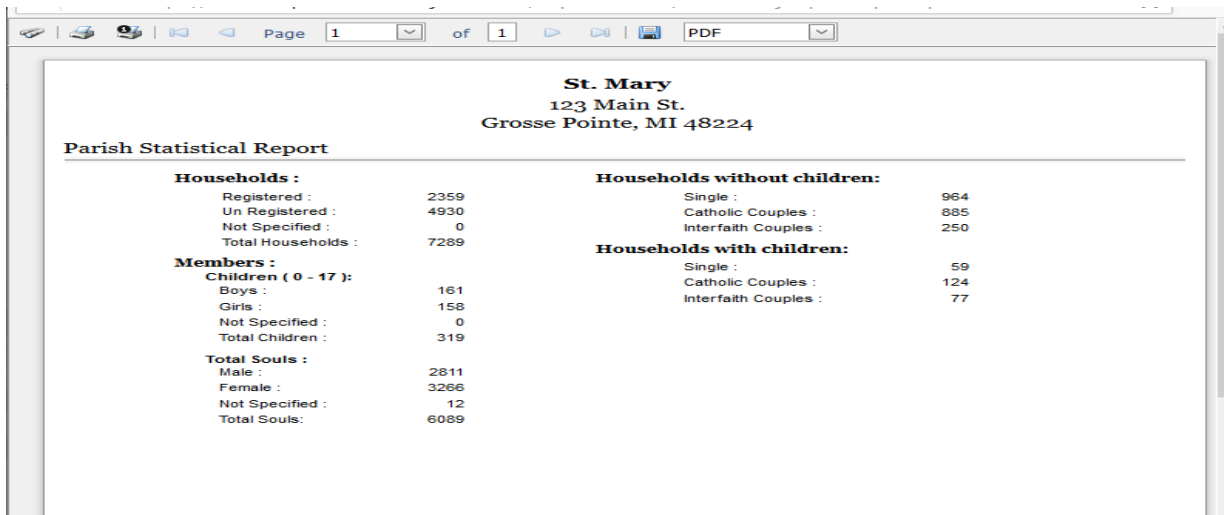 Page 1 of 1 PDF
St. Mary
123 Main St.
Grosse Pointe, MI 48224
Parish Statistical Report
Households :
Registered : 2359
Un Registered : 4930
Not Specified : 0
Total Households : 7289
Members :
Children ( 0 - 17 ):
Boys : 161
Girls : 158
Not Specified : 0
Total Children : 319
Total Souls :
Male : 2811
Female : 3266
Not Specified : 12
Total Souls: 6089
Households without children:
Single : 964
Catholic Couples : 885
Interfaith Couples : 250
Households with children:
Single : 59
Catholic Couples : 124
Interfaith Couples : 77